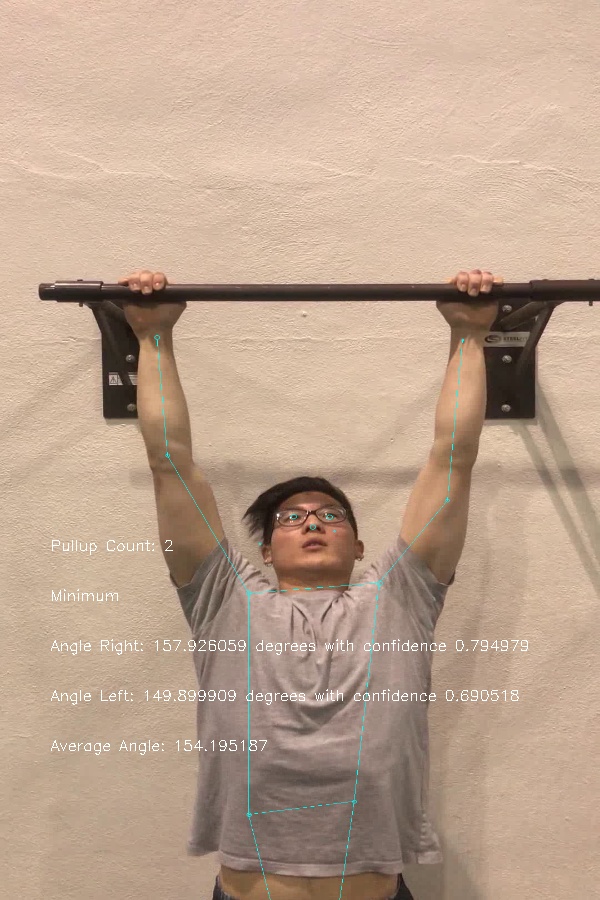 Pullup Count: 2
Minimum
Angle Right: 157.926059 degrees with confidence 0.794979
Angle Left: 149.899909 degrees with confidence 0.690518
Average Angle: 154.195187